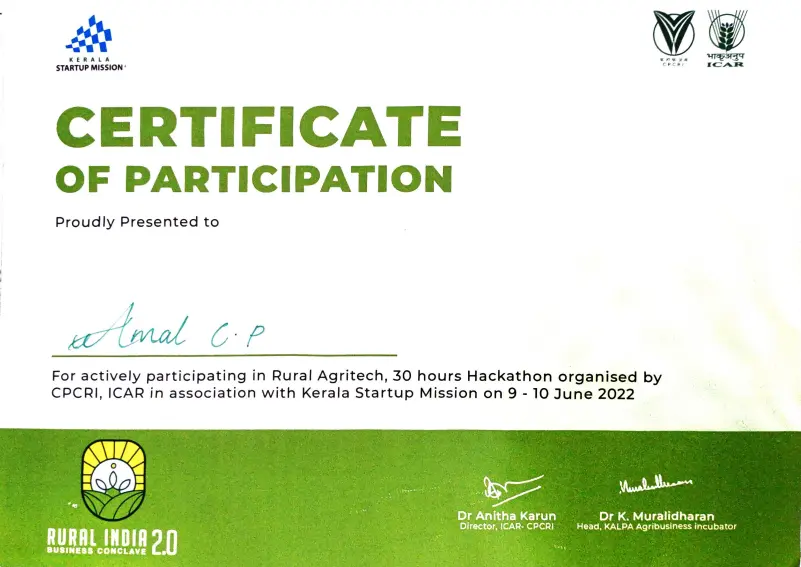 KERALA
STARTUP MISSION
CPCRI
भाकृअनुप
ICAR
CERTIFICATE
OF PARTICIPATION
Proudly Presented to
Amal C.P
For actively participating in Rural Agritech, 30 hours Hackathon organised by
CPCRI, ICAR in association with Kerala Startup Mission on 9 - 10 June 2022
RURAL INDIA 2.0
BUSINESS CONCLAVE
Dr Anitha Karun
Director, ICAR- CPCRI
Dr K. Muralidharan
Head, KALPA Agribusiness incubator